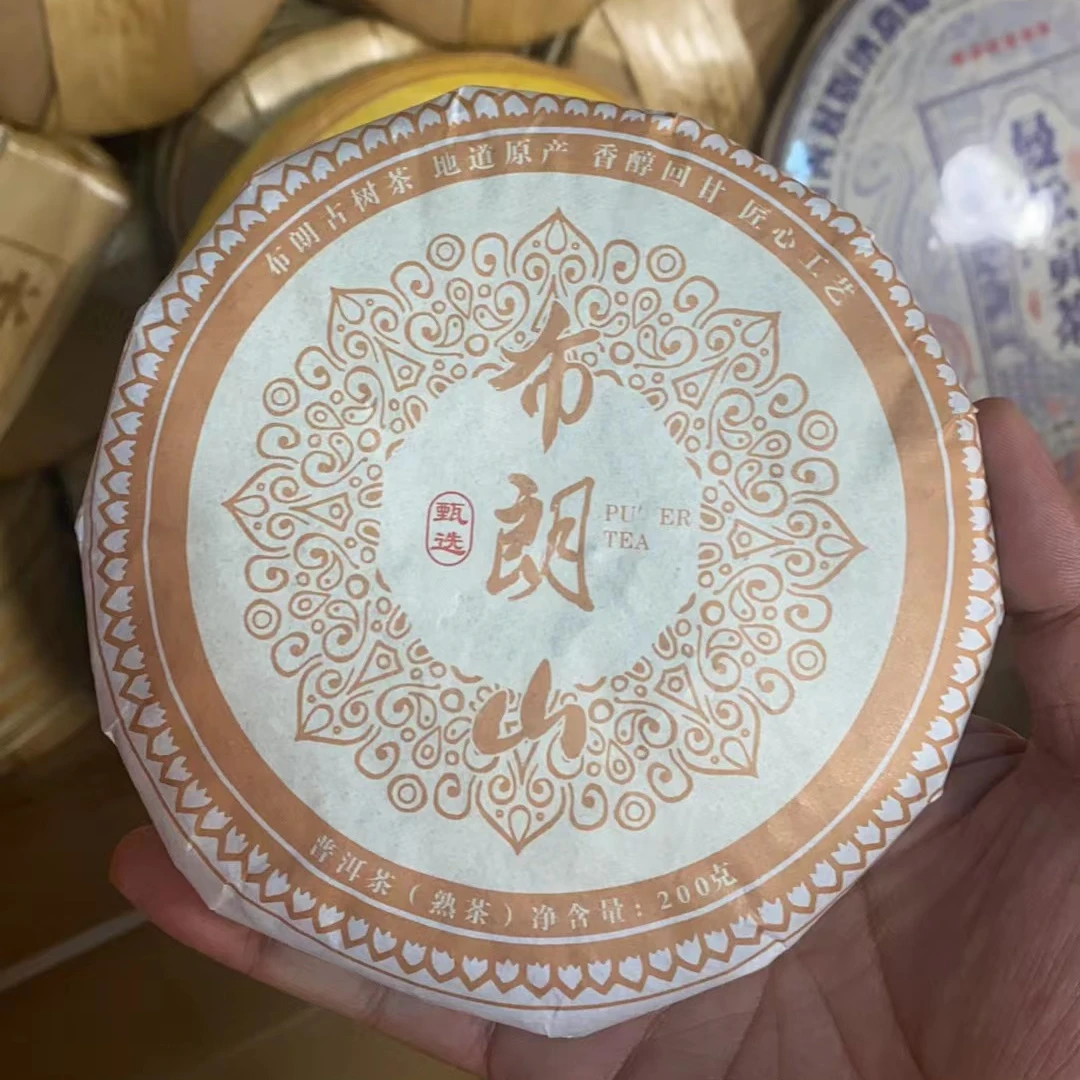 布朗古树茶 地道原产 香醇回甘 匠心工艺
布朗山
甄选
PU' ER
TEA
普洱茶（熟茶）净含量：200克